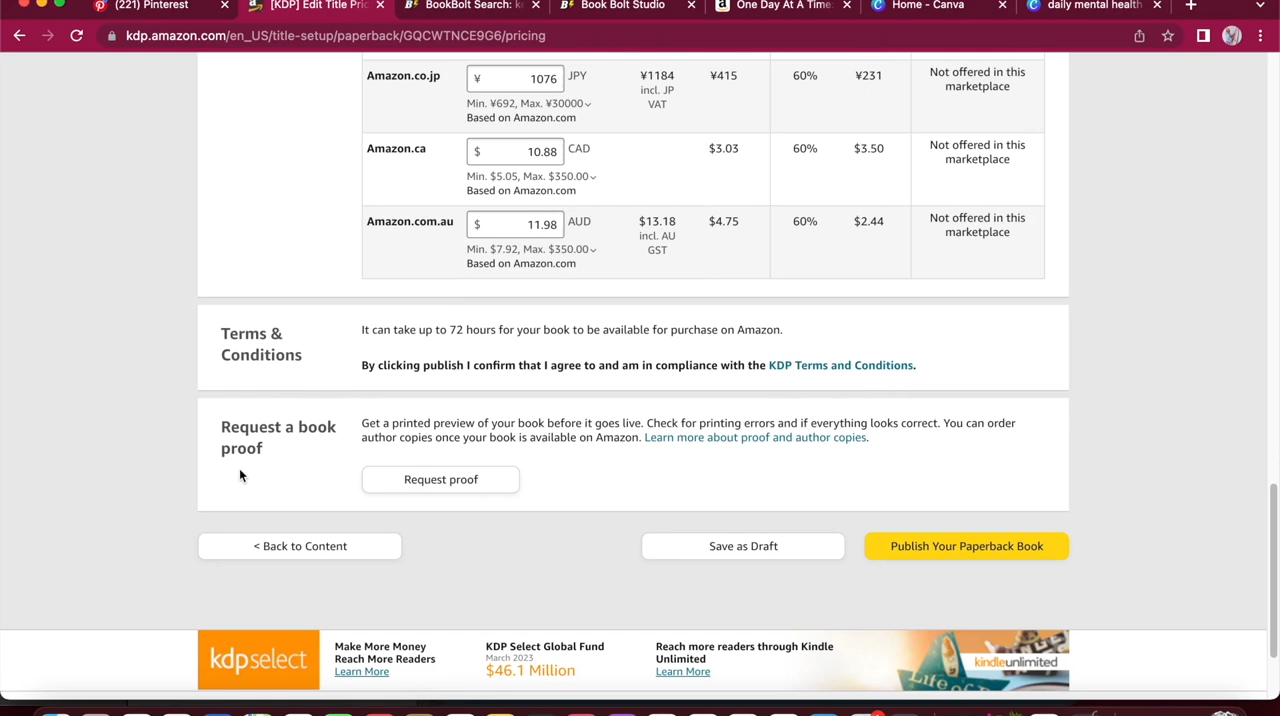 (221) Pinterest
[KDP] Edit Title Pric
BookBolt Search: ke
Book Bolt Studio
One Day At A Time:
Home - Canva
daily mental health
kdp.amazon.com/en_US/title-setup/paperback/GQCWTNCE9G6/pricing
Amazon.co.jp ¥ 1076 JPY ¥1184 ¥415 60% ¥231 Not offered in this
incl. JP marketplace
VAT
Min. ¥692, Max. ¥30000
Based on Amazon.com
Amazon.ca $ 10.88 CAD $3.03 60% $3.50 Not offered in this
marketplace
Min. $5.05, Max. $350.00
Based on Amazon.com
Amazon.com.au $ 11.98 AUD $13.18 $4.75 60% $2.44 Not offered in this
incl. AU marketplace
GST
Min. $7.92, Max. $350.00
Based on Amazon.com
Terms &
Conditions
It can take up to 72 hours for your book to be available for purchase on Amazon.
By clicking publish I confirm that I agree to and am in compliance with the KDP Terms and Conditions.
Request a book
proof
Get a printed preview of your book before it goes live. Check for printing errors and if everything looks correct. You can order
author copies once your book is available on Amazon. Learn more about proof and author copies.
Request proof
< Back to Content
Save as Draft
Publish Your Paperback Book
kdpselect
Make More Money
Reach More Readers
Learn More
KDP Select Global Fund
March 2023
$46.1 Million
Reach more readers through Kindle
Unlimited
Learn More
kindleunlimited